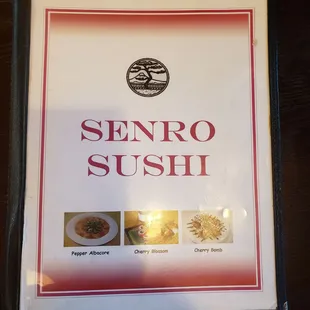 SENRO
SUSHI
Pepper Albacore
Cherry Blossom
Cherry Bomb